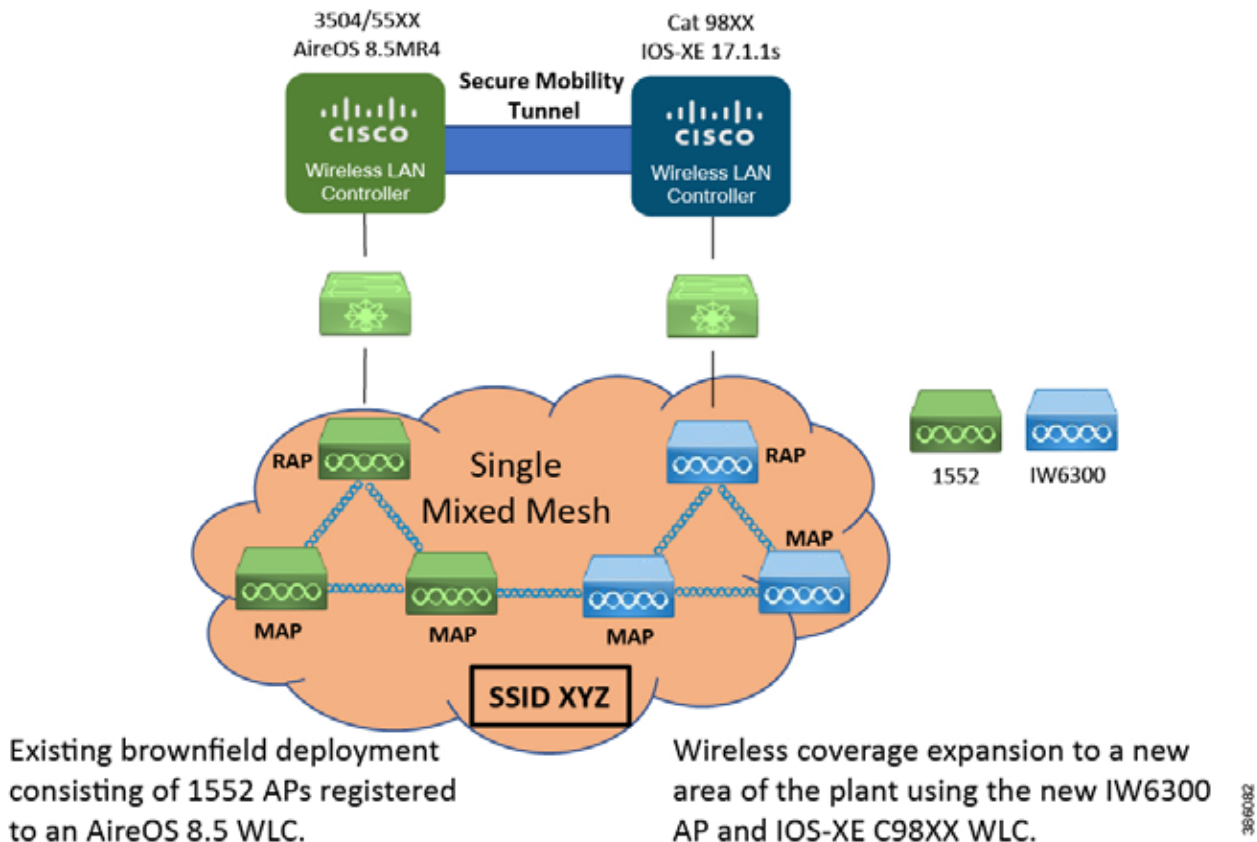 3504/55XX
AireOS 8.5MR4
Cat 98XX
IOS-XE 17.1.1s
Secure Mobility
Tunnel
CISCO
Wireless LAN
Controller
CISCO
Wireless LAN
Controller
RAP
Single
Mixed Mesh
RAP
1552
IW6300
MAP
MAP
MAP
MAP
SSID XYZ
Existing brownfield deployment
consisting of 1552 APs registered
to an AireOS 8.5 WLC.
Wireless coverage expansion to a new
area of the plant using the new IW6300
AP and IOS-XE C98XX WLC.
386082